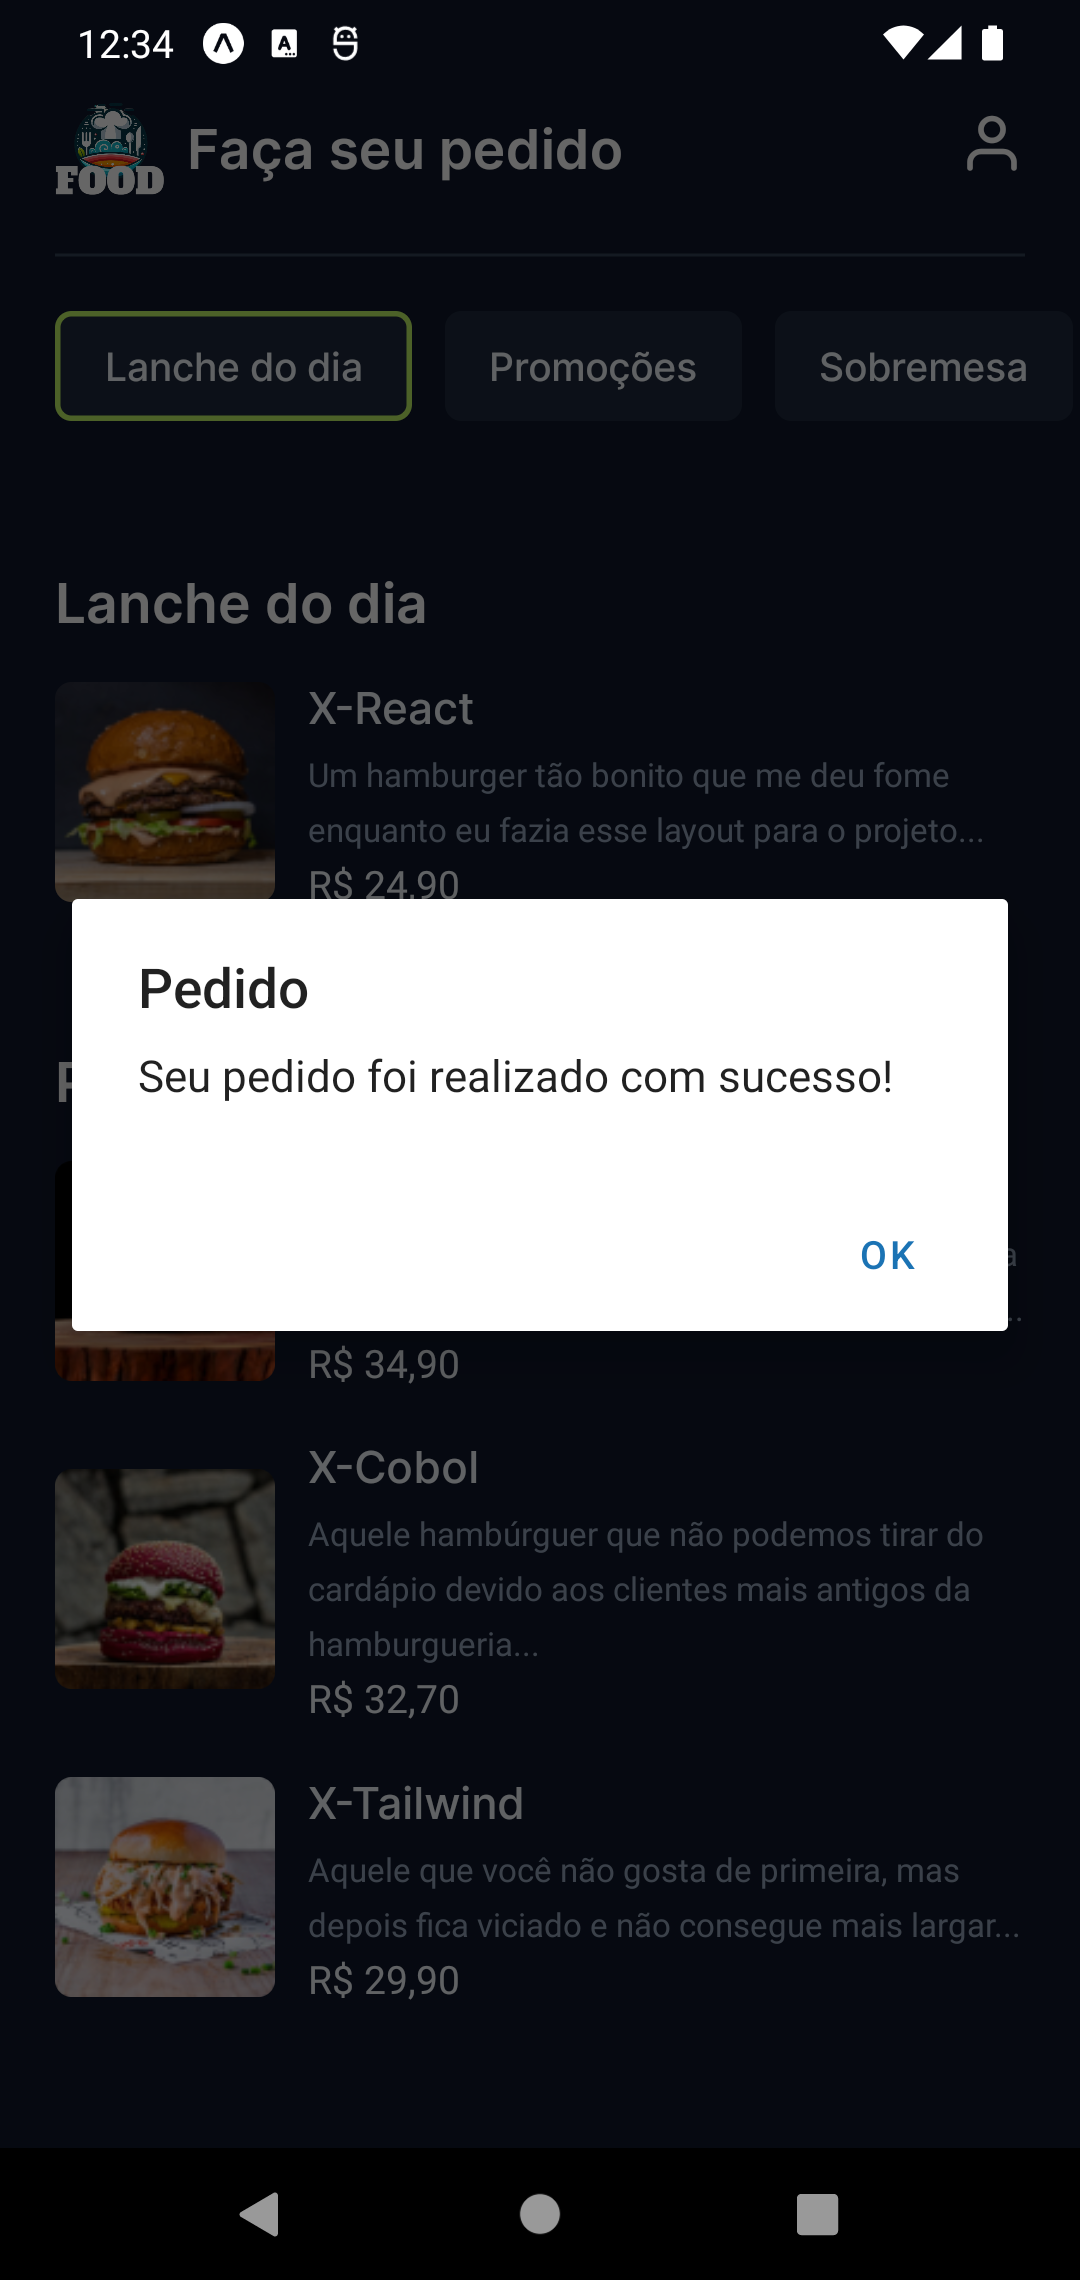 12:34
FOOD
Faça seu pedido
Lanche do dia
Promoções
Sobremesa
Lanche do dia
X-React
Um hamburger tão bonito que me deu fome
enquanto eu fazia esse layout para o projeto...
R$ 24,90
Pedido
Seu pedido foi realizado com sucesso!
OK
R$ 34,90
X-Cobol
Aquele hambúrguer que não podemos tirar do
cardápio devido aos clientes mais antigos da
hamburgueria...
R$ 32,70
X-Tailwind
Aquele que você não gosta de primeira, mas
depois fica viciado e não consegue mais largar...
R$ 29,90